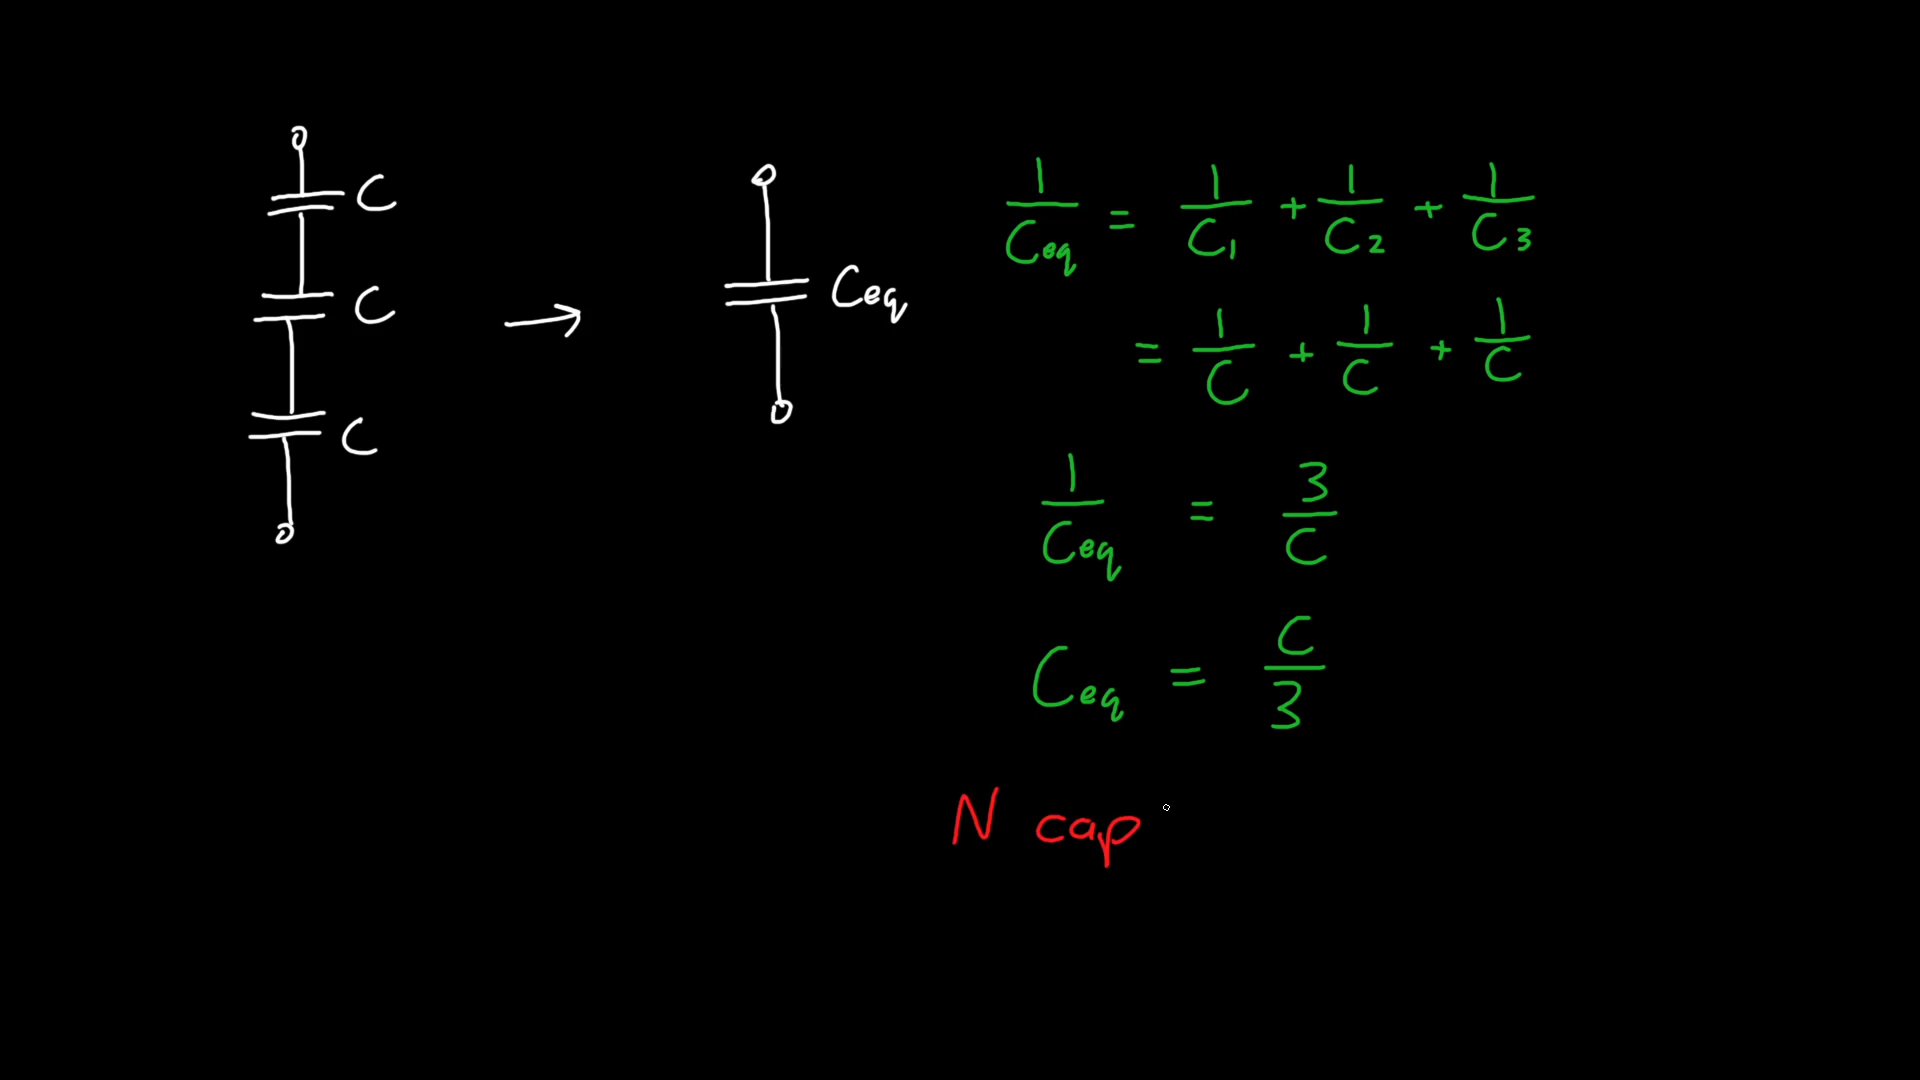 C
C
C
→ Ceq
1/Ceq = 1/C1 + 1/C2 + 1/C3
= 1/C + 1/C + 1/C
1/Ceq = 3/C
Ceq = C/3
N cap